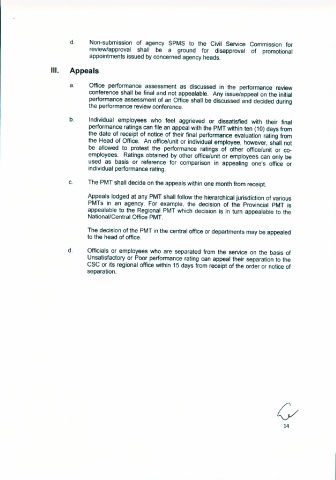 d. Non-submission of agency SPMS to the Civil Service Commission for
review/approval shall be a ground for disapproval of promotional
appointments issued by concerned agency heads.
III. Appeals
a. Office performance assessment as discussed in the performance review
conference shall be final and not appealable. Any issue/appeal on the initial
performance assessment of an Office shall be discussed and decided during
the performance review conference.
b. Individual employees who feel aggrieved or dissatisfied with their final
performance ratings can file an appeal with the PMT within ten (10) days from
the date of receipt of notice of their final performance evaluation rating from
the Head of Office. An office/unit or individual employee, however, shall not
be allowed to protest the performance ratings of other office/unit or co-
employees. Ratings obtained by other office/unit or employees can only be
used as basis or reference for comparison in appealing one's office or
individual performance rating.
c. The PMT shall decide on the appeals within one month from receipt.
Appeals lodged at any PMT shall follow the hierarchical jurisdiction of various
PMTs in an agency. For example, the decision of the Provincial PMT is
appealable to the Regional PMT which decision is in turn appealable to the
National/Central Office PMT.
The decision of the PMT in the central office or departments may be appealed
to the head of office.
d. Officials or employees who are separated from the service on the basis of
Unsatisfactory or Poor performance rating can appeal their separation to the
CSC or its regional office within 15 days from receipt of the order or notice of
separation.
14